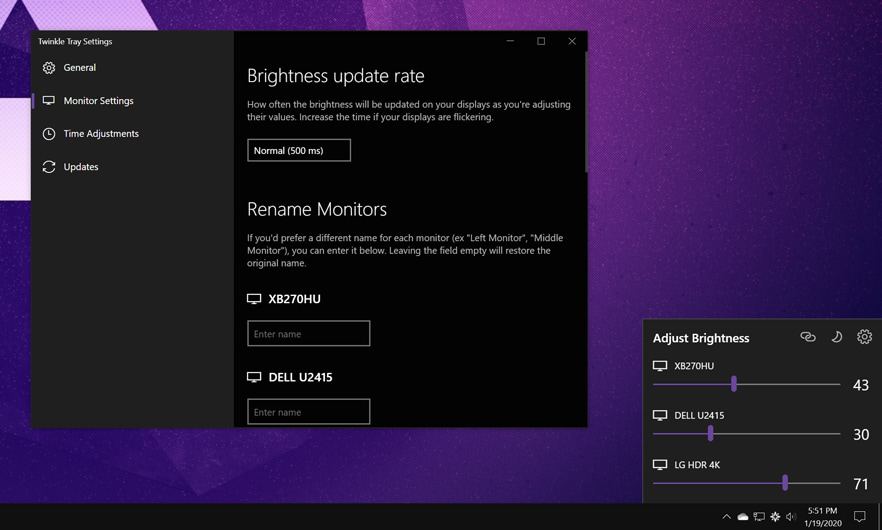 Twinkle Tray Settings
General
Monitor Settings
Time Adjustments
Updates
Brightness update rate
How often the brightness will be updated on your displays as you're adjusting
their values. Increase the time if your displays are flickering.
Normal (500 ms)
Rename Monitors
If you'd prefer a different name for each monitor (ex "Left Monitor", "Middle
Monitor"), you can enter it below. Leaving the field empty will restore the
original name.
XB270HU
Enter name
DELL U2415
Enter name
Adjust Brightness
XB270HU
43
DELL U2415
30
LG HDR 4K
71
5:51 PM
1/19/2020